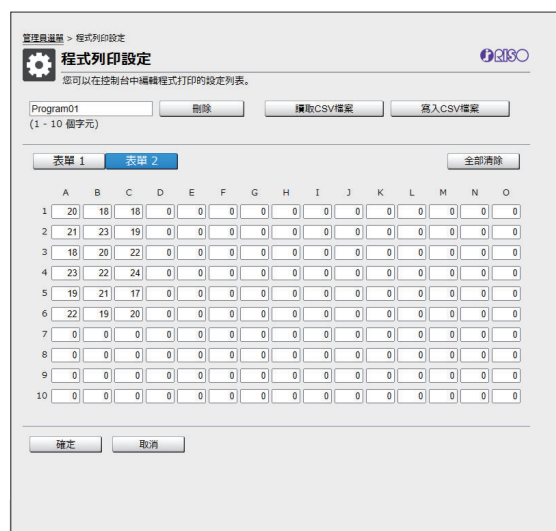 管理員選單 > 程式列印設定
程式列印設定
RISO
您可以在控制台中編輯程式打印的設定列表。
Program01 刪除 讀取CSV檔案 寫入CSV檔案
(1 - 10 個字元)
表單 1 表單 2 全部清除
A B C D E F G H I J K L M N O
1 20 18 18 0 0 0 0 0 0 0 0 0 0 0 0
2 21 23 19 0 0 0 0 0 0 0 0 0 0 0 0
3 18 20 22 0 0 0 0 0 0 0 0 0 0 0 0
4 23 22 24 0 0 0 0 0 0 0 0 0 0 0 0
5 19 21 17 0 0 0 0 0 0 0 0 0 0 0 0
6 22 19 20 0 0 0 0 0 0 0 0 0 0 0 0
7 0 0 0 0 0 0 0 0 0 0 0 0 0 0 0
8 0 0 0 0 0 0 0 0 0 0 0 0 0 0 0
9 0 0 0 0 0 0 0 0 0 0 0 0 0 0 0
10 0 0 0 0 0 0 0 0 0 0 0 0 0 0 0
確定 取消